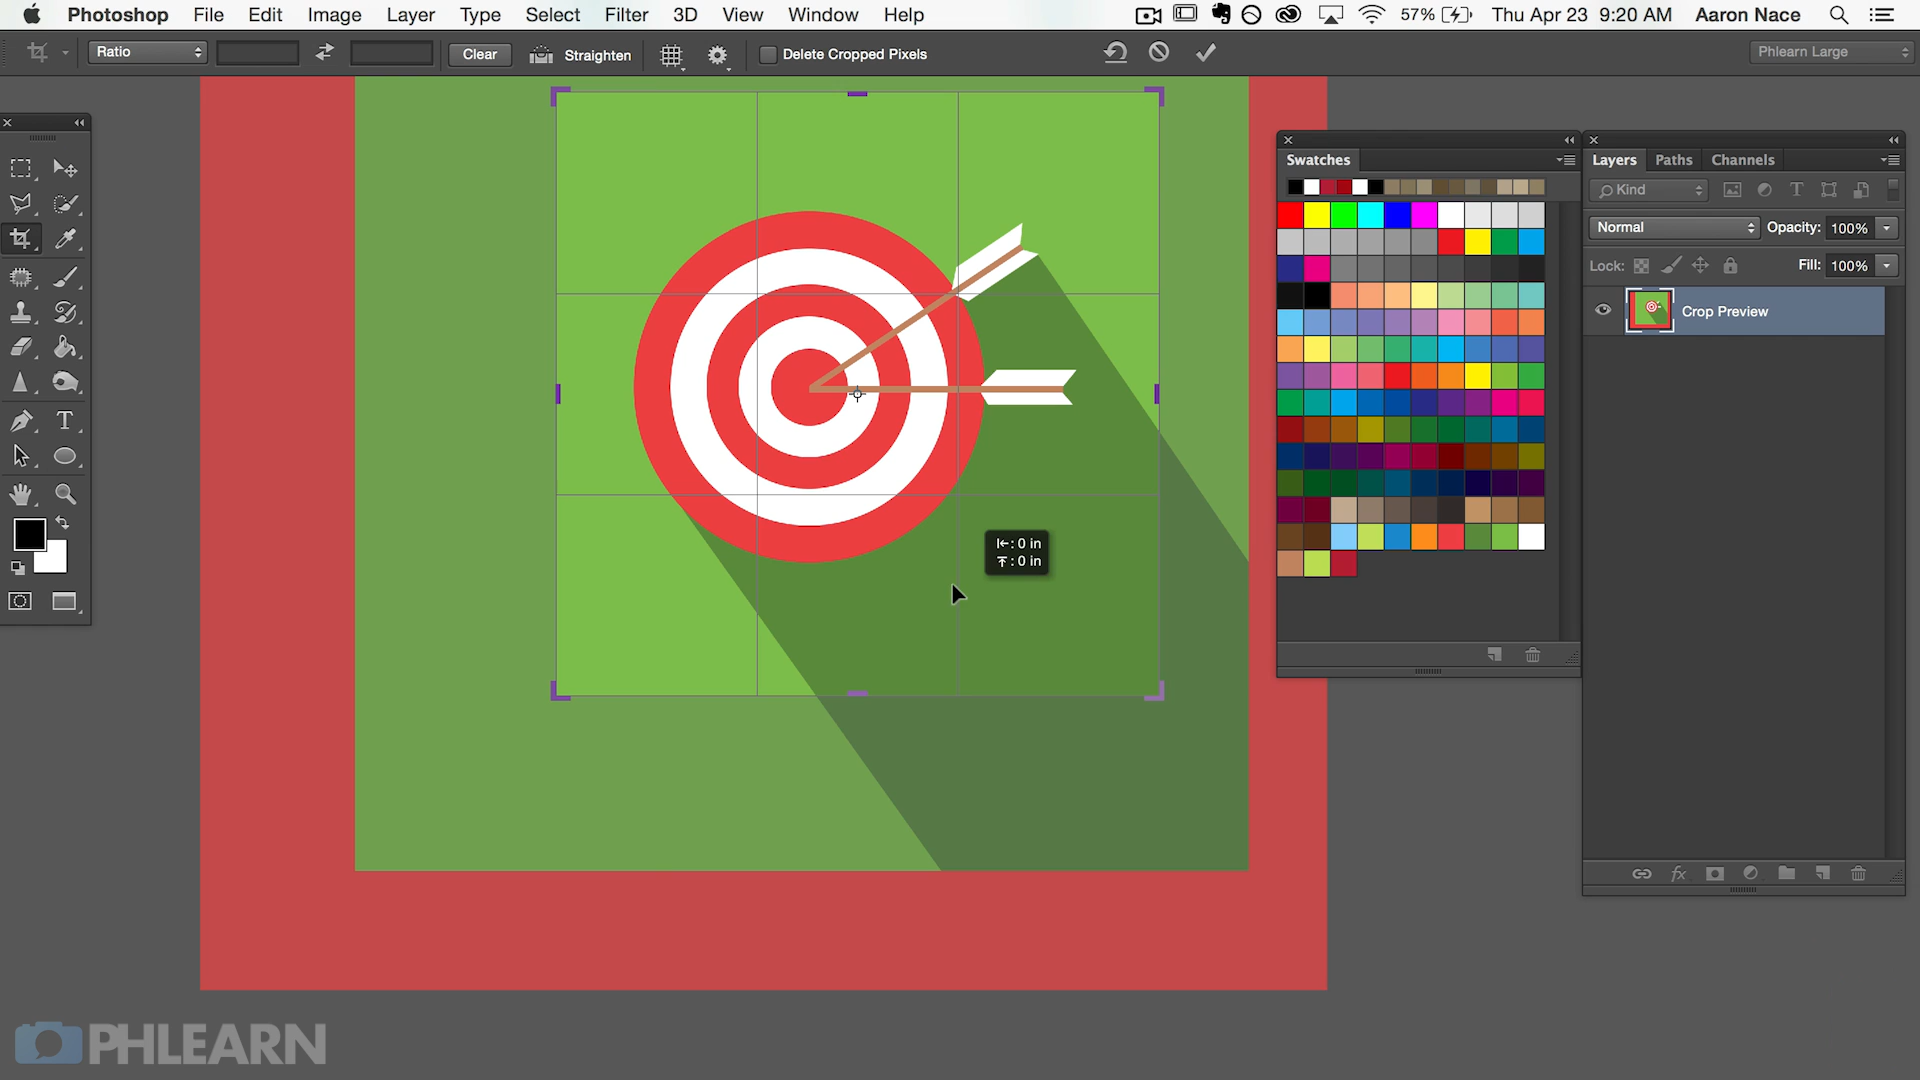 Photoshop File Edit Image Layer Type Select Filter 3D View Window Help 57% Thu Apr 23 9:20 AM Aaron Nace
Ratio Clear Straighten Delete Cropped Pixels Phlearn Large
Swatches
Layers Paths Channels
Kind
Normal Opacity: 100%
Lock: Fill: 100%
Crop Preview
: 0 in
: 0 in
PHLEARN